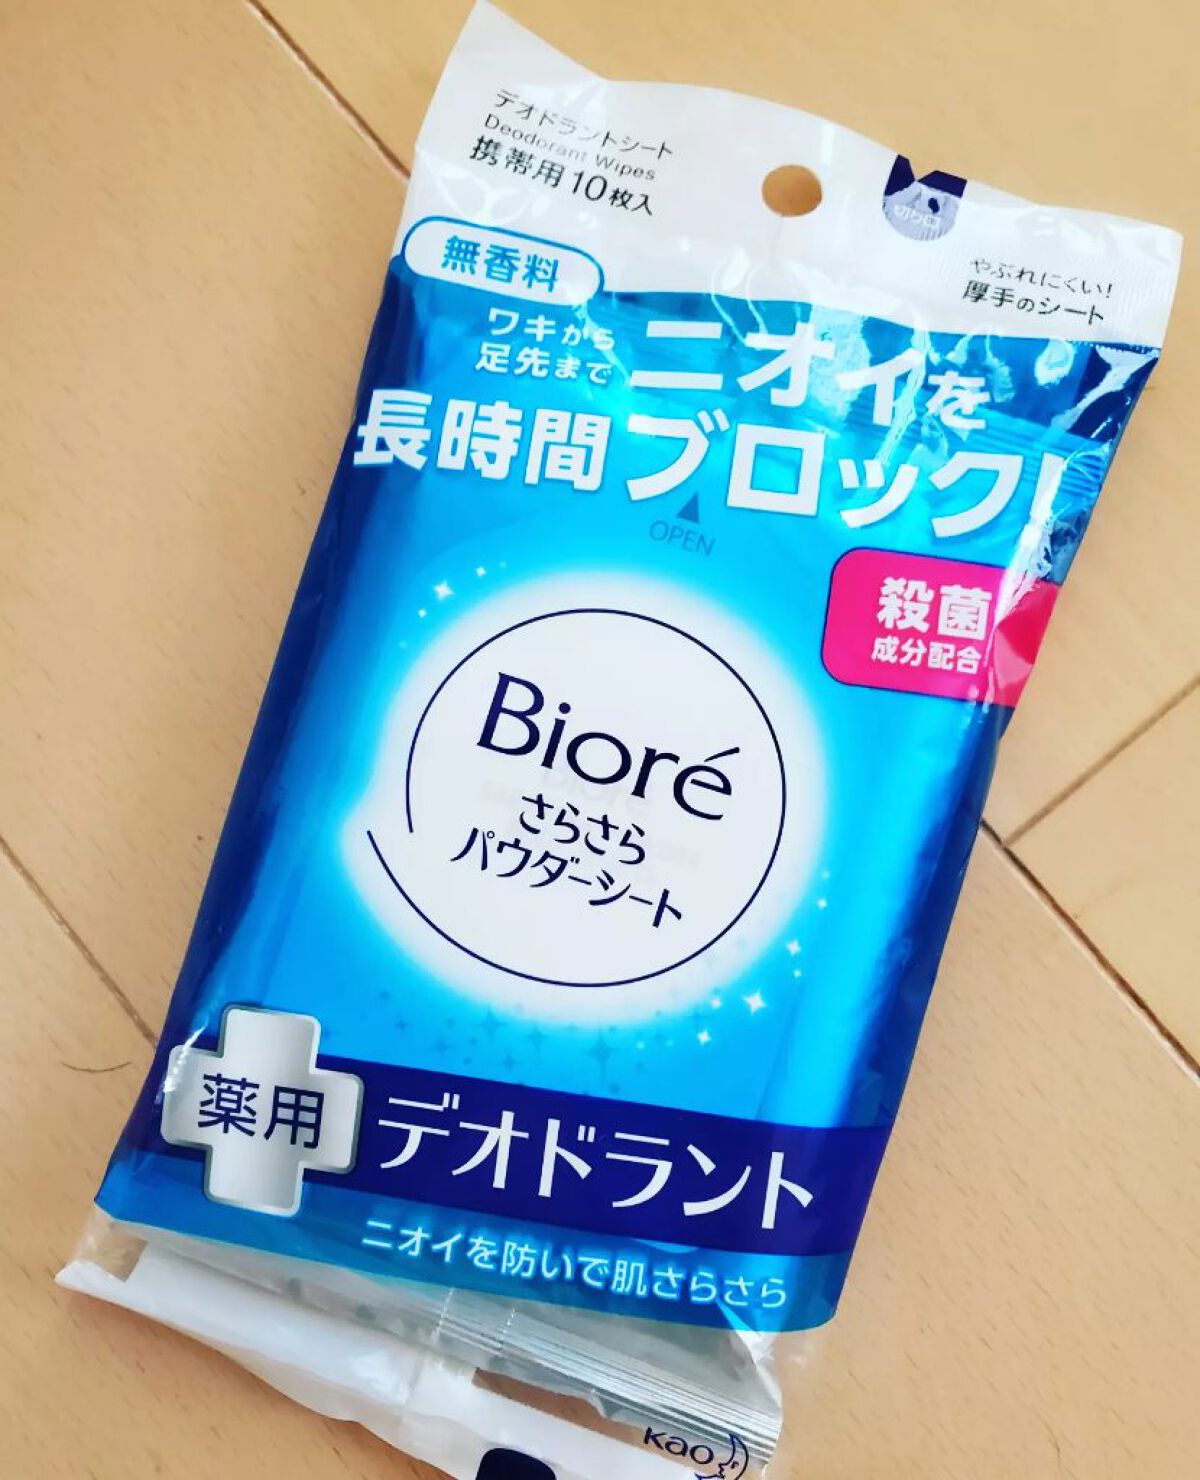 デオドラントシート
Deodorant Wipes
携帯用10枚入
切り口
やぶれにくい!
厚手のシート
無香料
ワキから
足先まで
ニオイを
長時間ブロック!
OPEN
殺菌
成分配合
Bioré
さらさら
パウダーシート
薬用
デオドラント
ニオイを防いで肌さらさら
kao